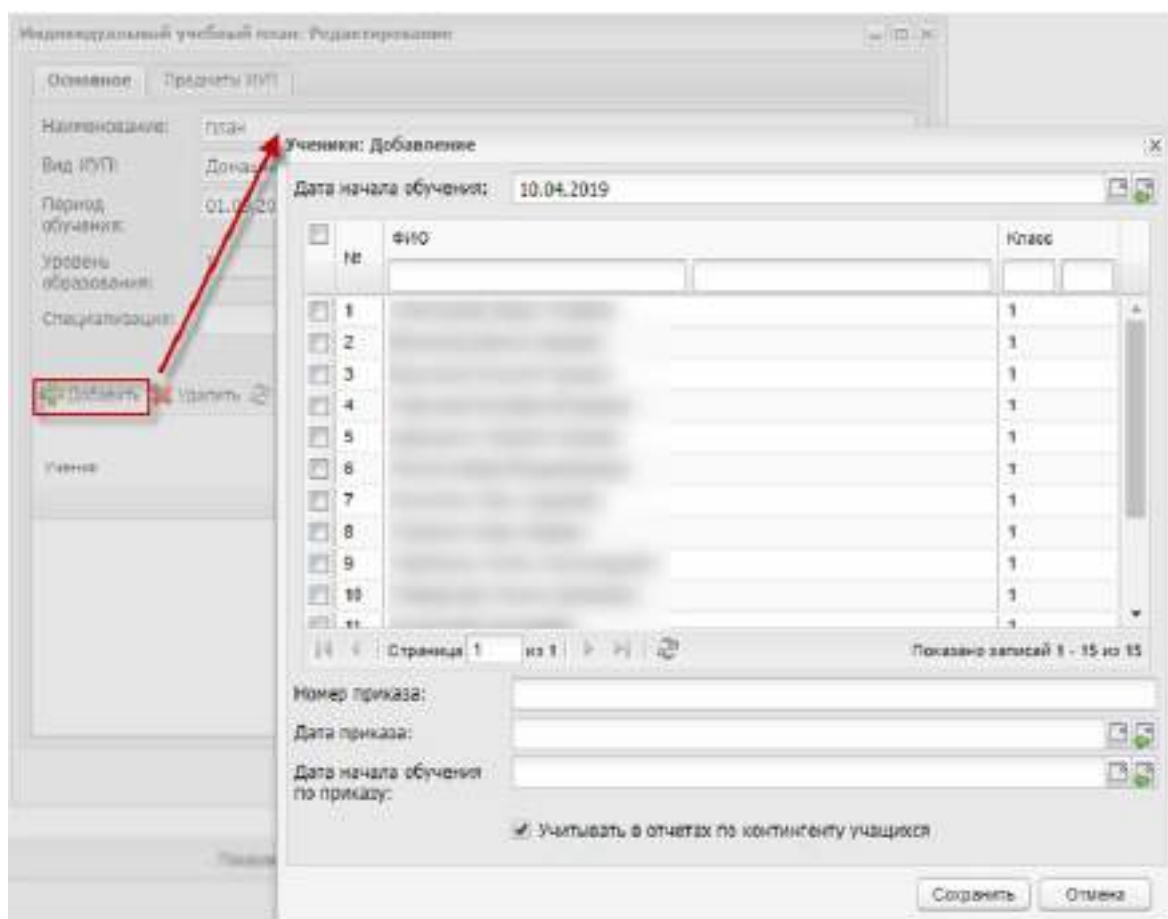 Индивидуальный учебный план: Редактирование
Основное
Предметы ИУП
Наименование: план
Вид ИУП:
Период обучения:
Уровень образования:
Специализация:
Добавить
Удалить
Ученики: Добавление
Дата начала обучения: 10.04.2019
№ ФИО Класс
1 1
2 1
3 1
4 1
5 1
6 1
7 1
8 1
9 1
10 1
11 1
Страница 1 из 1
Показано записей 1 - 15 из 15
Номер приказа:
Дата приказа:
Дата начала обучения
по приказу:
Учитывать в отчетах по контингенту учащихся
Сохранить
Отмена